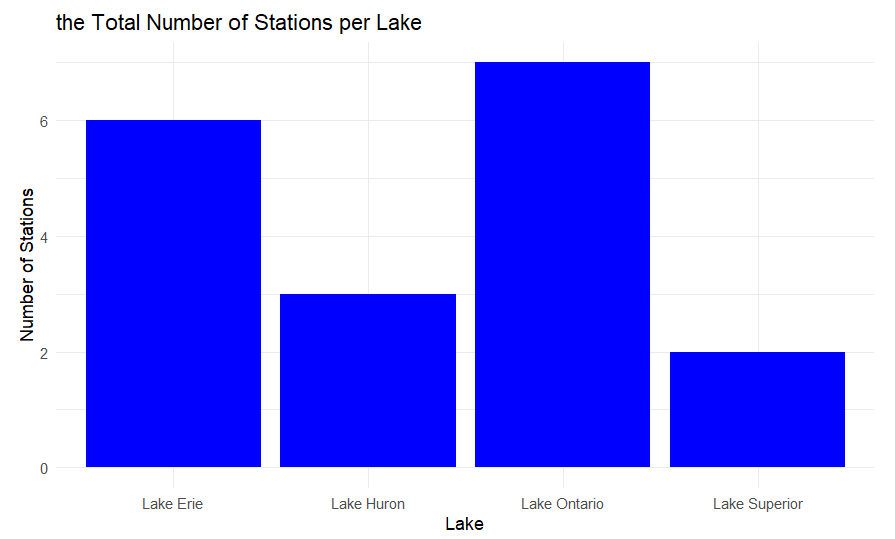 the Total Number of Stations per Lake
Number of Stations
6
4
2
0
Lake Erie
Lake Huron
Lake Ontario
Lake Superior
Lake